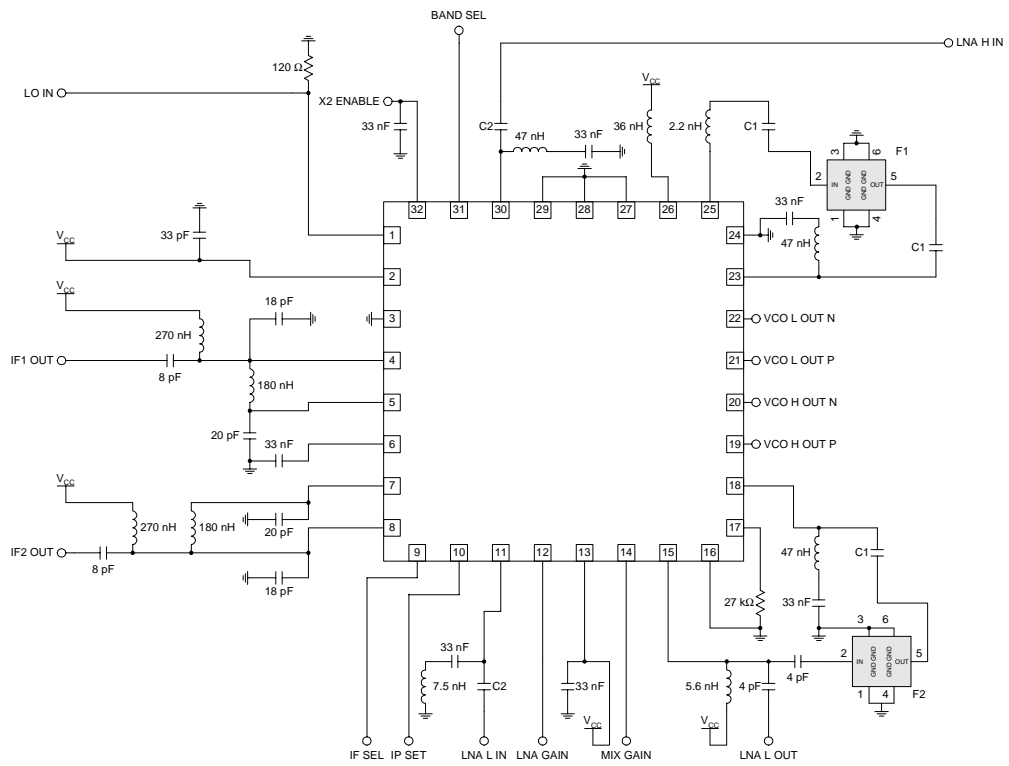 BAND SEL
LNA H IN
120 Ω
LO IN
X2 ENABLE
33 nF
C2
47 nH
33 nF
VCC
36 nH
2.2 nH
C1
3
6
F1
2
IN
GND
GND
GND
GND
OUT
5
1
4
32
31
30
29
28
27
26
25
33 nF
47 nH
C1
VCC
33 pF
1
24
2
23
VCC
18 pF
3
22
VCO L OUT N
270 nH
IF1 OUT
8 pF
4
21
VCO L OUT P
180 nH
5
20
VCO H OUT N
20 pF
33 nF
6
19
VCO H OUT P
VCC
7
18
270 nH
180 nH
20 pF
8
17
IF2 OUT
8 pF
18 pF
9
10
11
12
13
14
15
16
47 nH
C1
27 kΩ
33 nF
3
6
2
IN
GND
GND
GND
GND
OUT
5
1
4
F2
33 nF
7.5 nH
C2
33 nF
VCC
5.6 nH
4 pF
4 pF
VCC
IF SEL
IP SET
LNA L IN
LNA GAIN
MIX GAIN
LNA L OUT